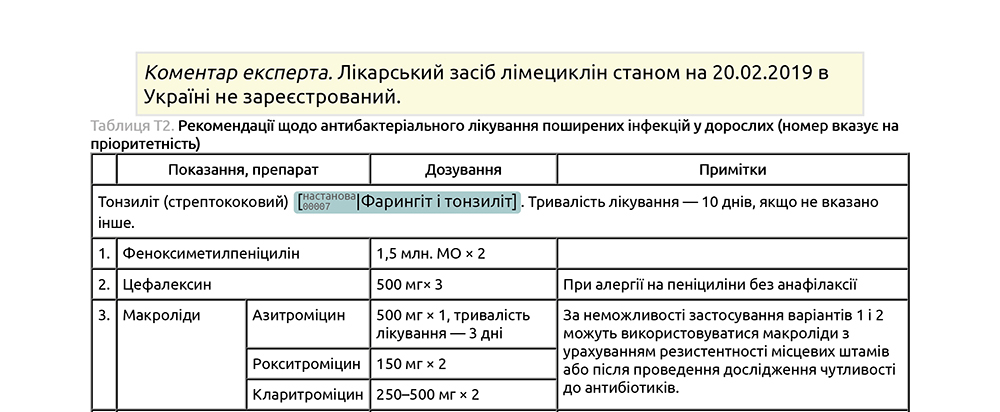 Коментар експерта. Лікарський засіб лімециклін станом на 20.02.2019 в
Україні не зареєстрований.
Таблиця T2. Рекомендації щодо антибактеріального лікування поширених інфекцій у дорослих (номер вказує на
пріоритетність)
Показання, препарат Дозування Примітки
Тонзиліт (стрептококовий) [настанова 00007|Фарингіт і тонзиліт]. Тривалість лікування — 10 днів, якщо не вказано
інше.
1. Феноксиметилпеніцилін 1,5 млн. МО × 2
2. Цефалексин 500 мг× 3 При алергії на пеніциліни без анафілаксії
3. Макроліди Азитроміцин 500 мг × 1, тривалість
лікування — 3 дні
За неможливості застосування варіантів 1 і 2
можуть використовуватися макроліди з
урахуванням резистентності місцевих штамів
або після проведення дослідження чутливості
до антибіотиків.
Рокситроміцин 150 мг × 2
Кларитроміцин 250–500 мг × 2